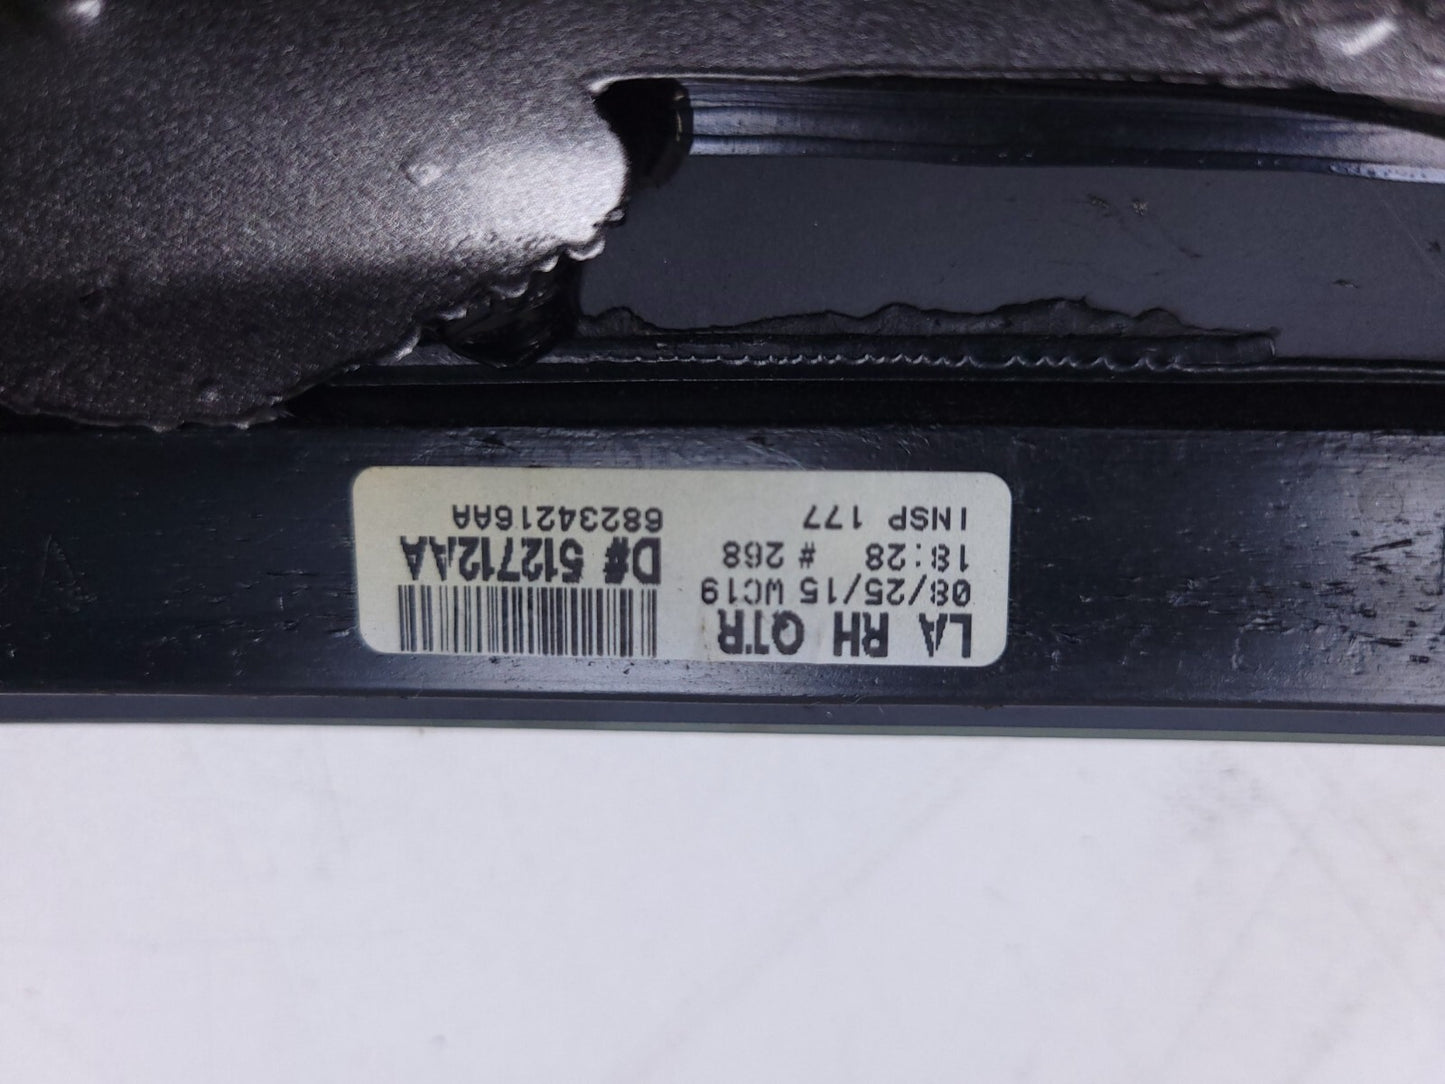 LA RH QTR
08/25/15 WC19
18:28 # 268
INSP 177
D# 512712AA
68234216AA